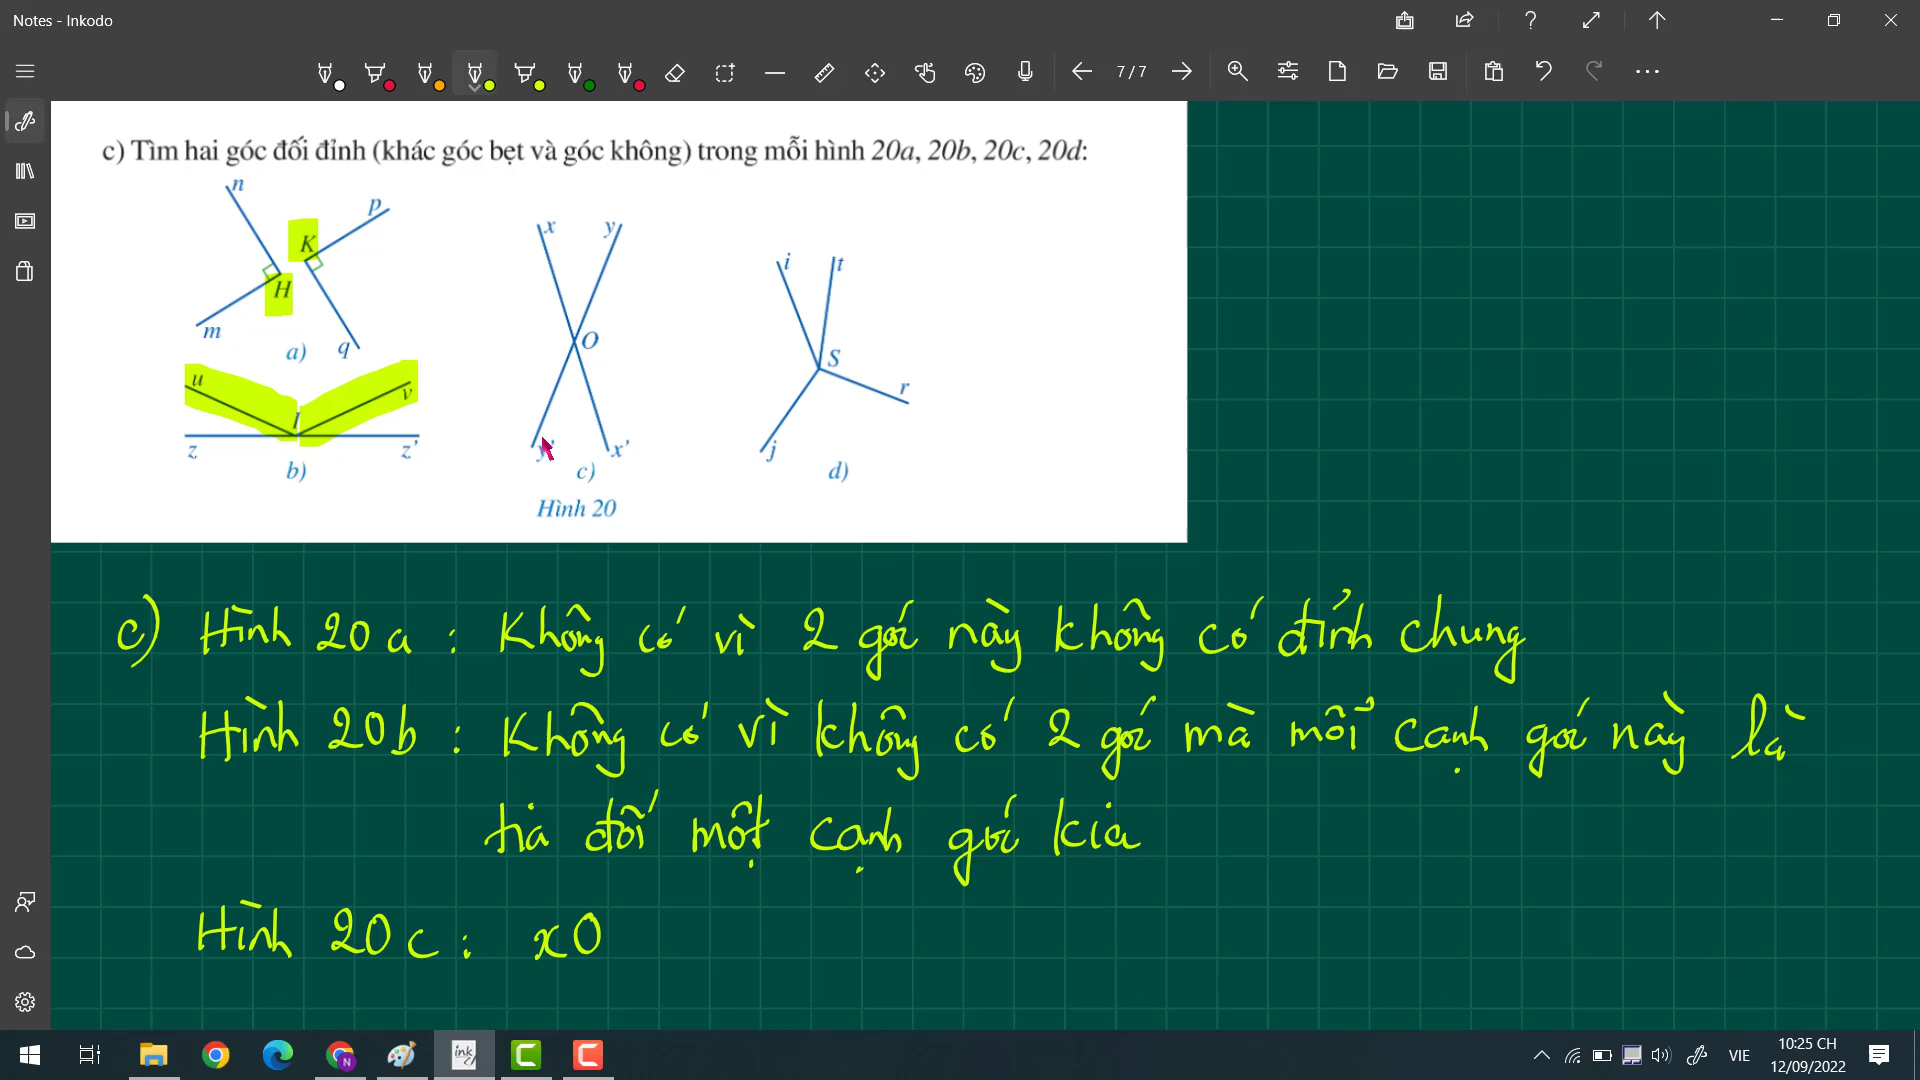 Notes - Inkodo
7 / 7
c) Tìm hai góc đối đỉnh (khác góc bẹt và góc không) trong mỗi hình 20a, 20b, 20c, 20d:
n
p
K
H
m
q
a)
x
y
O
y'
x'
c)
i
t
S
r
j
d)
u
v
I
z
z'
b)
Hình 20
c) Hình 20a : Không có vì 2 góc này không có đỉnh chung
Hình 20b : Không có vì không có 2 góc mà mỗi cạnh góc này là
tia đối một cạnh góc kia
Hình 20c : xO
ink
N
VIE
10:25 CH
12/09/2022